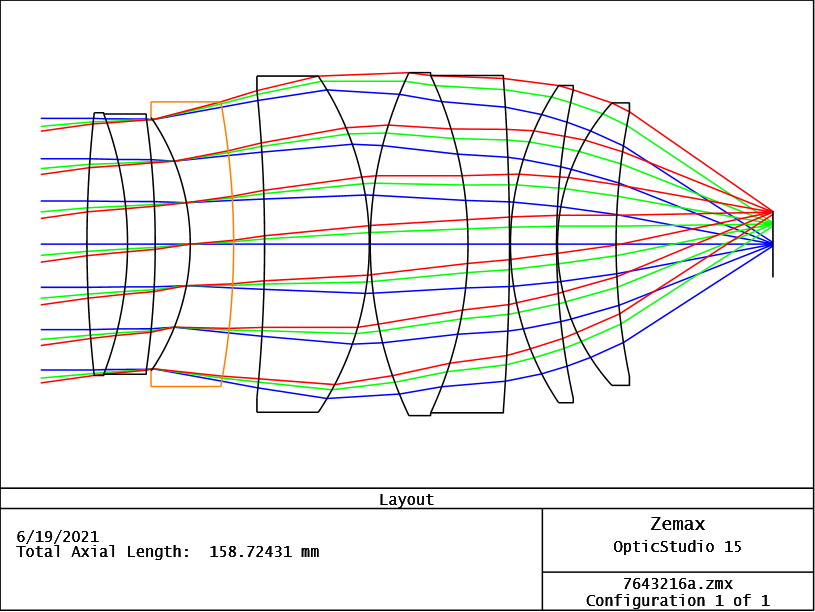 Layout
6/19/2021
Total Axial Length:  158.72431 mm
Zemax
OpticStudio 15
7643216a.zmx
Configuration 1 of 1